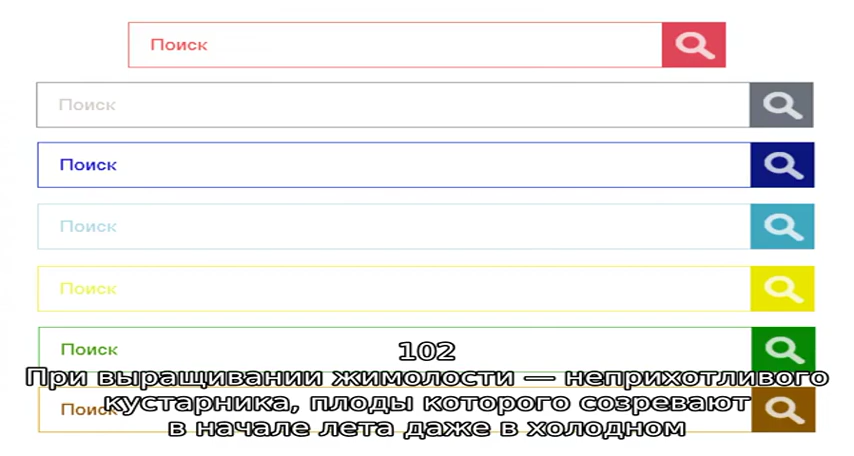 Поиск
Поиск
Поиск
Поиск
Поиск
Поиск
102
При выращивании жимолости — неприхотливого
Поиск
кустарника, плоды которого созревают
в начале лета даже в холодном